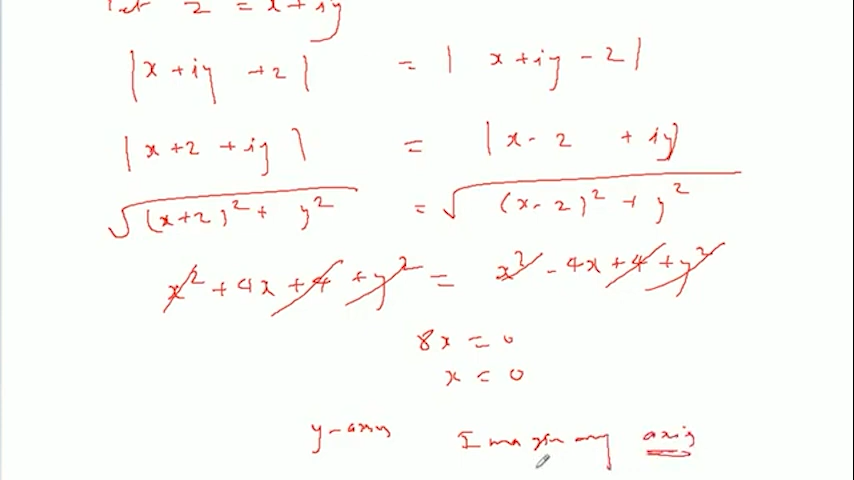 let z = x+iy
|x+iy +2| = |x+iy-2|
|x+2 +iy| = |x-2 +iy|
√(x+2)² + y² = √(x-2)² + y²
x² + 4x + 4 + y² = x² - 4x + 4 + y²
8x = 0
x = 0
y-axis Imaginary axis